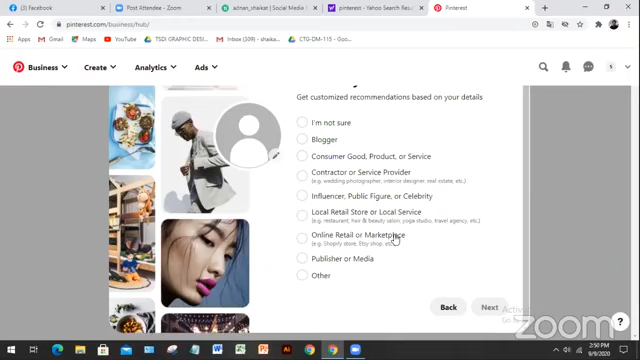 Facebook
Post Attendee - Zoom
adnan_shaikat | Social Media M
pinterest - Yahoo Search Resu
Pinterest
pinterest.com/business/hub/
Apps
Gmail
YouTube
TSDI GRAPHIC DESI
Inbox (309) - shaika
CTG-DM-115 - Goo
Business
Create
Analytics
Ads
S
Get customized recommendations based on your details
I'm not sure
Blogger
Consumer Good, Product, or Service
Contractor or Service Provider
(e.g. wedding photographer, interior designer, real estate, etc.)
Influencer, Public Figure, or Celebrity
Local Retail Store or Local Service
(e.g. restaurant, hair & beauty salon, yoga studio, travel agency, etc.)
Online Retail or Marketplace
(e.g. Shopify store, Etsy shop, etc.)
Publisher or Media
Other
Back
Next
zoom
?
2:50 PM
9/9/2020